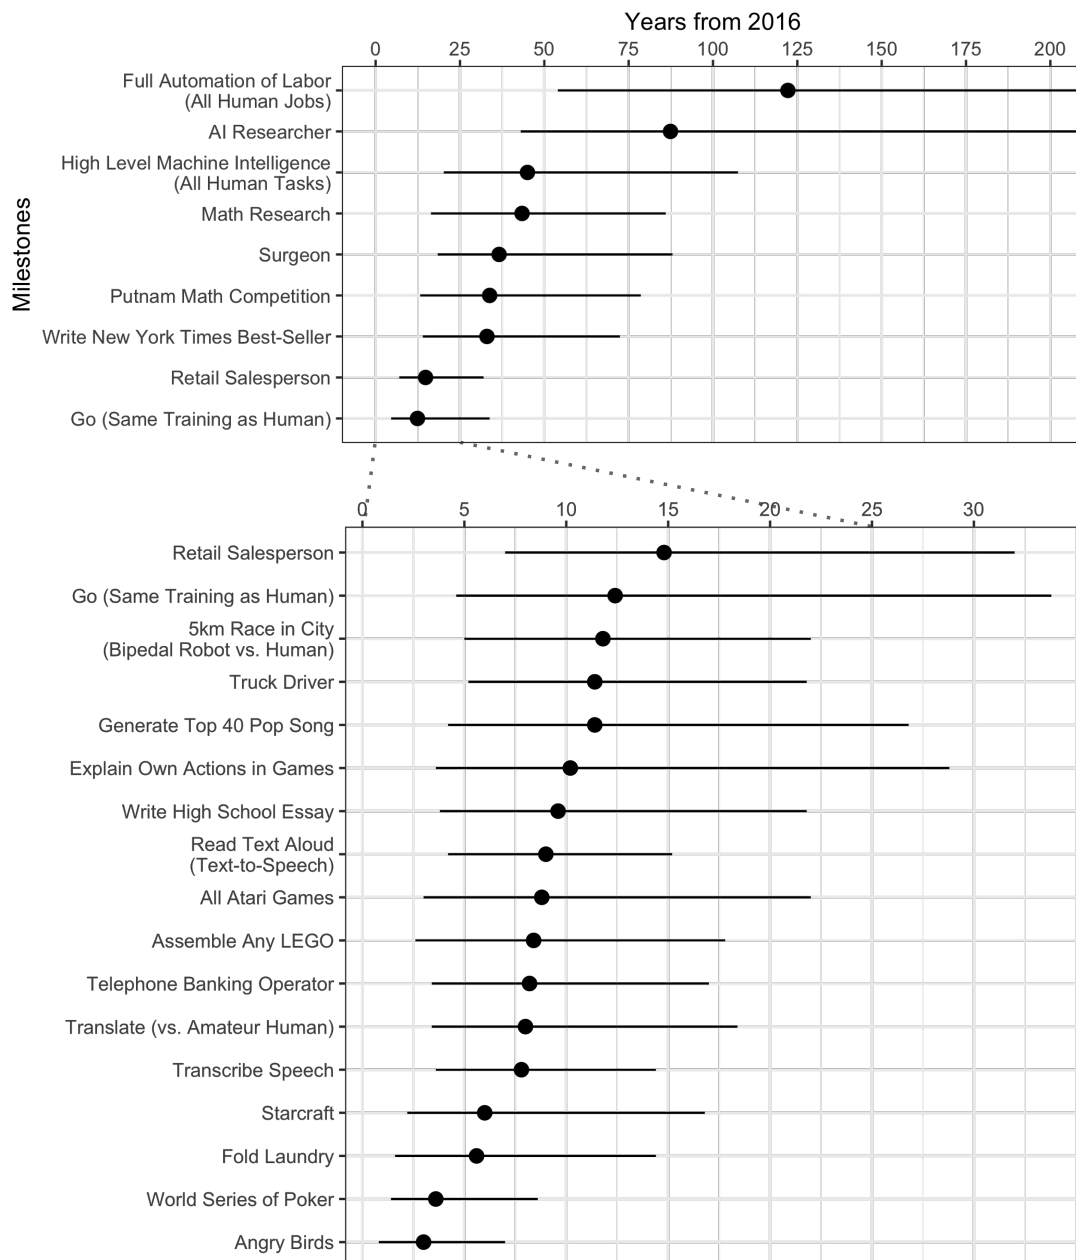 Years from 2016
0 25 50 75 100 125 150 175 200
Milestones
Full Automation of Labor
(All Human Jobs)
AI Researcher
High Level Machine Intelligence
(All Human Tasks)
Math Research
Surgeon
Putnam Math Competition
Write New York Times Best-Seller
Retail Salesperson
Go (Same Training as Human)
0 5 10 15 20 25 30
Retail Salesperson
Go (Same Training as Human)
5km Race in City
(Bipedal Robot vs. Human)
Truck Driver
Generate Top 40 Pop Song
Explain Own Actions in Games
Write High School Essay
Read Text Aloud
(Text-to-Speech)
All Atari Games
Assemble Any LEGO
Telephone Banking Operator
Translate (vs. Amateur Human)
Transcribe Speech
Starcraft
Fold Laundry
World Series of Poker
Angry Birds